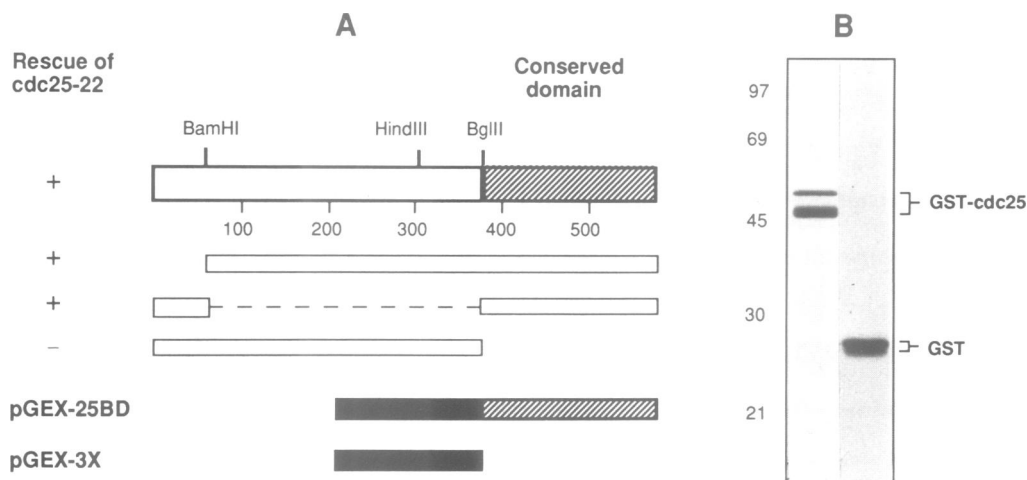 A
B
Rescue of
cdc25-22
Conserved
domain
BamHI
HindIII
BglII
+
100
200
300
400
500
+
+
–
pGEX-25BD
pGEX-3X
97
69
45
30
21
GST-cdc25
GST